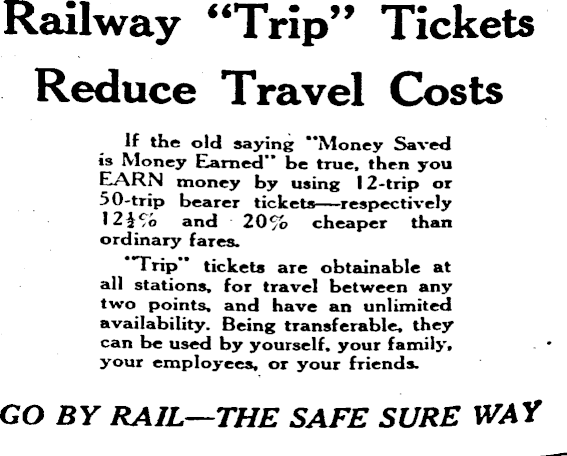 Railway “Trip” Tickets
Reduce Travel Costs
If the old saying "Money Saved
is Money Earned" be true, then you
EARN money by using 12-trip or
50-trip bearer tickets—respectively
12½% and 20% cheaper than
ordinary fares.
"Trip" tickets are obtainable at
all stations, for travel between any
two points, and have an unlimited
availability. Being transferable, they
can be used by yourself, your family,
your employees, or your friends.
GO BY RAIL—THE SAFE SURE WAY